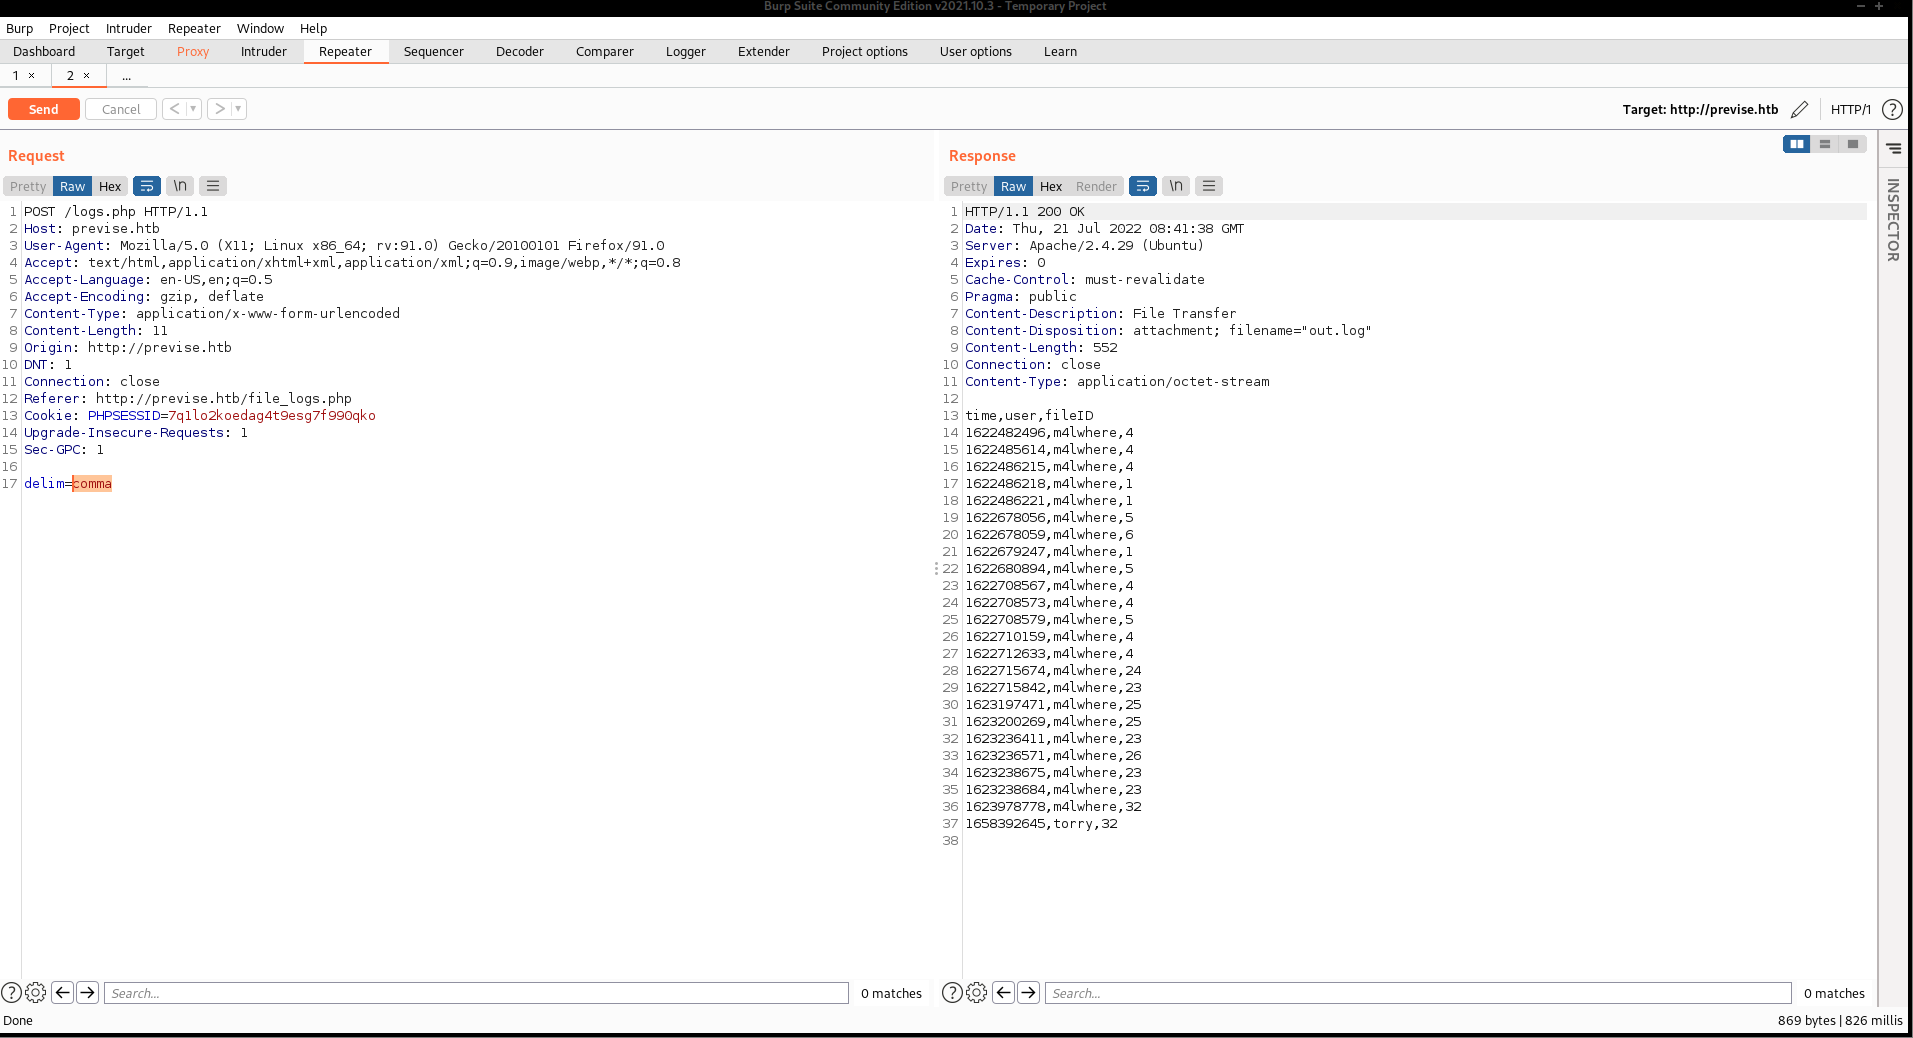 Burp Suite Community Edition v2021.10.3 - Temporary Project
Burp Project Intruder Repeater Window Help
Dashboard Target Proxy Intruder Repeater Sequencer Decoder Comparer Logger Extender Project options User options Learn
1 × 2 × ...
Send Cancel < > Target: http://previse.htb HTTP/1 ?
Request
Pretty Raw Hex \n
1 POST /logs.php HTTP/1.1
2 Host: previse.htb
3 User-Agent: Mozilla/5.0 (X11; Linux x86_64; rv:91.0) Gecko/20100101 Firefox/91.0
4 Accept: text/html,application/xhtml+xml,application/xml;q=0.9,image/webp,*/*;q=0.8
5 Accept-Language: en-US,en;q=0.5
6 Accept-Encoding: gzip, deflate
7 Content-Type: application/x-www-form-urlencoded
8 Content-Length: 11
9 Origin: http://previse.htb
10 DNT: 1
11 Connection: close
12 Referer: http://previse.htb/file_logs.php
13 Cookie: PHPSESSID=7q1lo2koedag4t9esg7f990qko
14 Upgrade-Insecure-Requests: 1
15 Sec-GPC: 1
16
17 delim=comma
Search... 0 matches
Response
Pretty Raw Hex Render \n
1 HTTP/1.1 200 OK
2 Date: Thu, 21 Jul 2022 08:41:38 GMT
3 Server: Apache/2.4.29 (Ubuntu)
4 Expires: 0
5 Cache-Control: must-revalidate
6 Pragma: public
7 Content-Description: File Transfer
8 Content-Disposition: attachment; filename="out.log"
9 Content-Length: 552
10 Connection: close
11 Content-Type: application/octet-stream
12
13 time,user,fileID
14 1622482496,m4lwhere,4
15 1622485614,m4lwhere,4
16 1622486215,m4lwhere,4
17 1622486218,m4lwhere,1
18 1622486221,m4lwhere,1
19 1622678056,m4lwhere,5
20 1622678059,m4lwhere,6
21 1622679247,m4lwhere,1
22 1622680894,m4lwhere,5
23 1622708567,m4lwhere,4
24 1622708573,m4lwhere,4
25 1622708579,m4lwhere,5
26 1622710159,m4lwhere,4
27 1622712633,m4lwhere,4
28 1622715674,m4lwhere,24
29 1622715842,m4lwhere,23
30 1623197471,m4lwhere,25
31 1623200269,m4lwhere,25
32 1623236411,m4lwhere,23
33 1623236571,m4lwhere,26
34 1623238675,m4lwhere,23
35 1623238684,m4lwhere,23
36 1623978778,m4lwhere,32
37 1658392645,torry,32
38
Search... 0 matches
INSPECTOR
Done
869 bytes | 826 millis